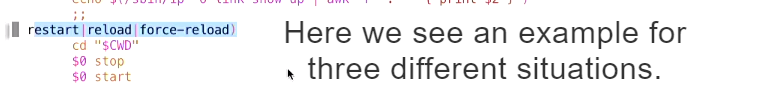 ;;
restart|reload|force-reload)
cd "$CWD"
$0 stop
$0 start
Here we see an example for
three different situations.